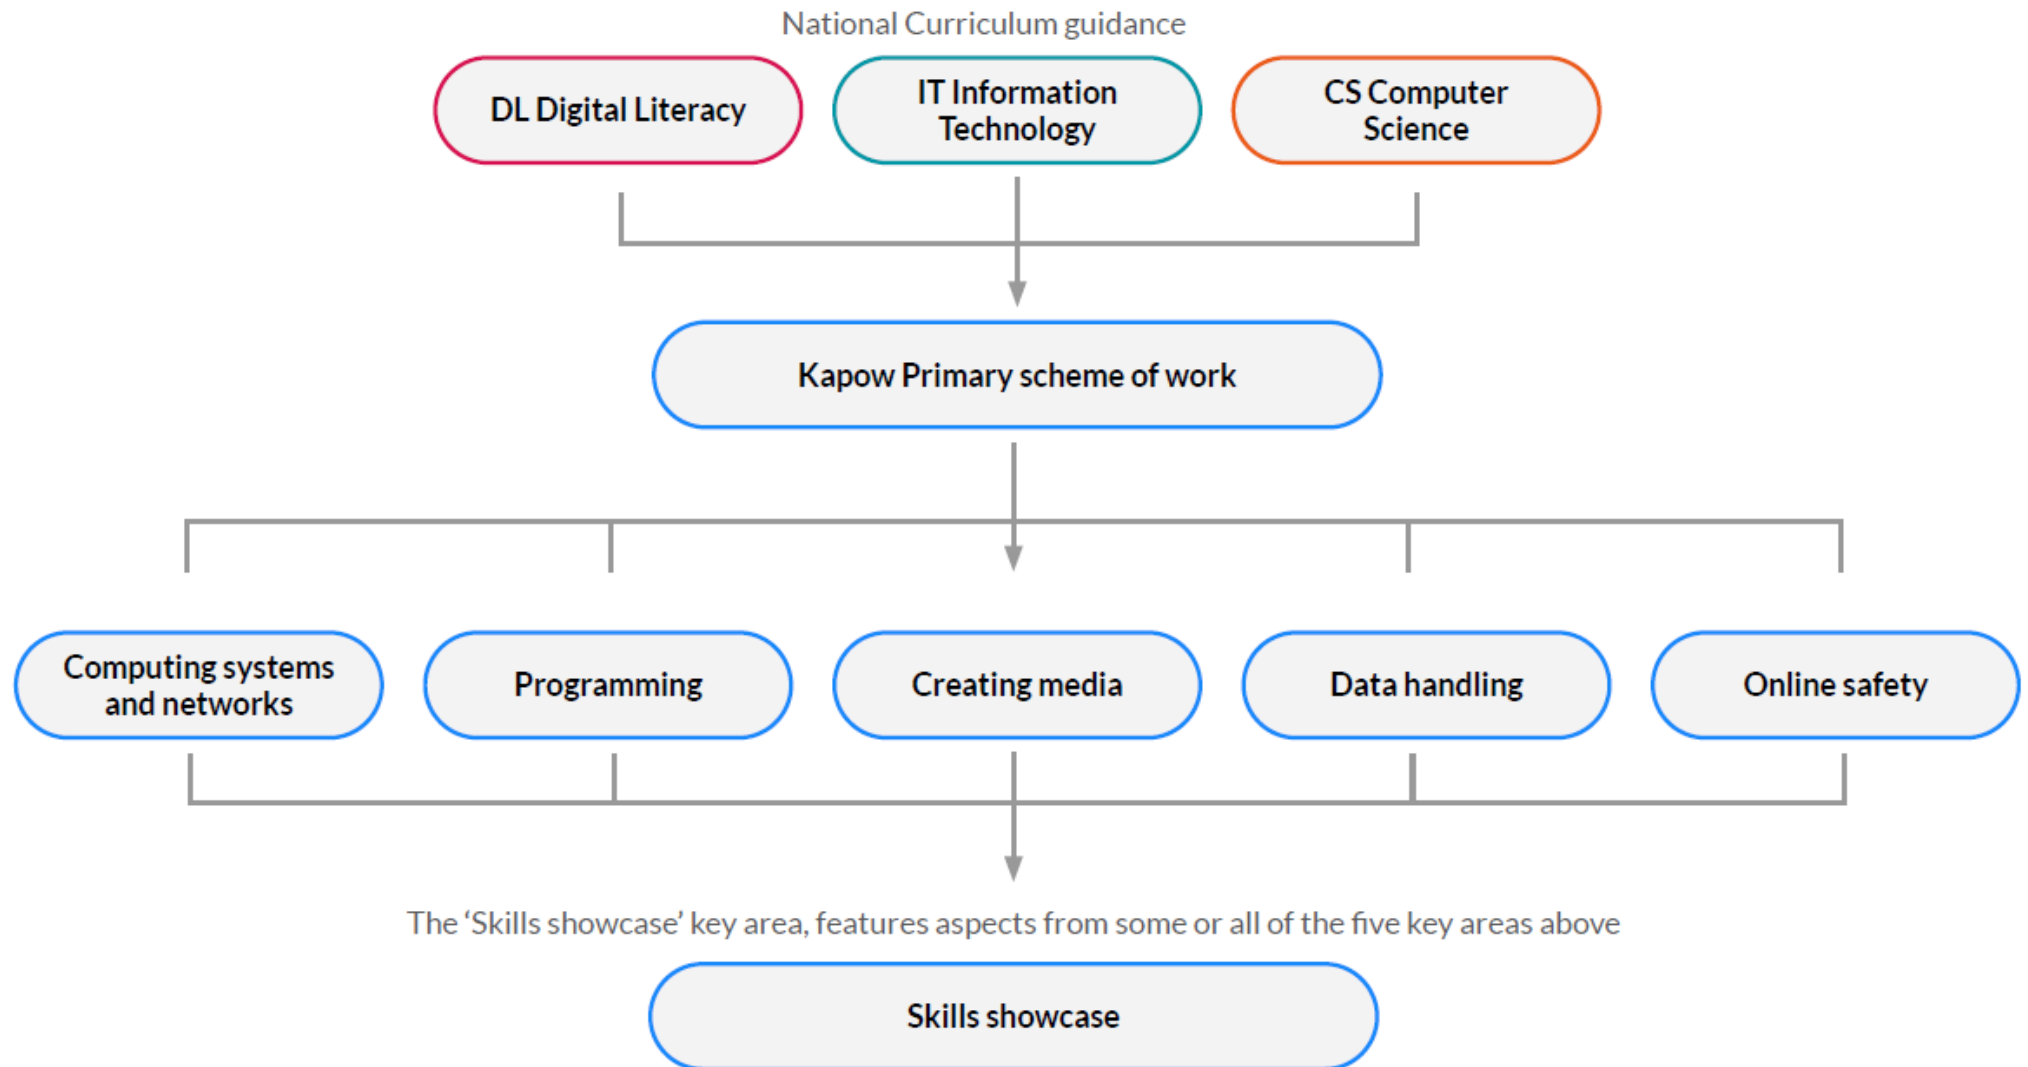 National Curriculum guidance
DL Digital Literacy
IT Information
Technology
CS Computer
Science
Kapow Primary scheme of work
Computing systems
and networks
Programming
Creating media
Data handling
Online safety
The ‘Skills showcase’ key area, features aspects from some or all of the five key areas above
Skills showcase